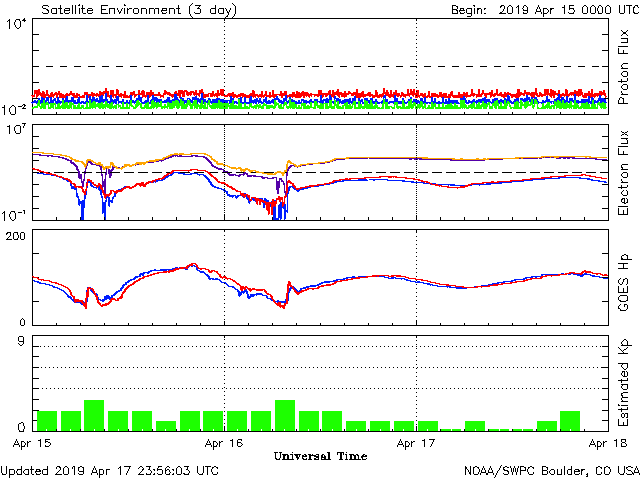 Satellite Environment (3 day) Begin: 2019 Apr 15 0000 UTC
10^4
10^-2
Proton Flux
10^7
10^-1
Electron Flux
200
0
GOES Hp
9
0
Estimated Kp
Apr 15 Apr 16 Apr 17 Apr 18
Universal Time
Updated 2019 Apr 17 23:56:03 UTC NOAA/SWPC Boulder, CO USA